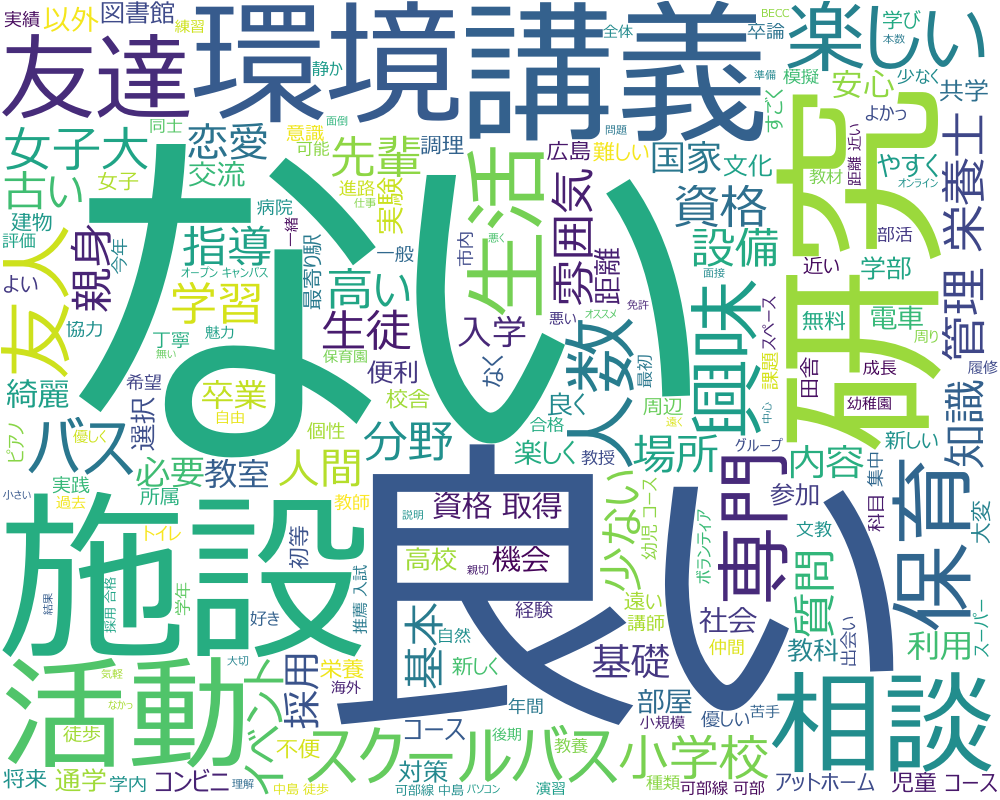 実績
以外
図書館
練習
友達
環境
講義
静か
全体
BECC
卒論
楽しい
学び
本数
準備
模擬
すごく
安心
少なく
よかっ
共学
同士
面倒
女子大
恋愛
意識
可能
先輩
調理
問題
広島
難しい
国家
文化
研究
教材
距離 近い
オンライン
やすく
栄養士
古い
女子
交流
進路
仕事
実験
ない
生活
雰囲気
資格
建物
評価
病院
一緒
指導
オープン キャンパス
最寄り駅
一般
市内
悪く
距離
設備
面接
近い
部活
学部
友人
親身
今年
よい
協力
学習
高い
丁寧
魅力
生徒
入学
悪い
オススメ
免許
興味
スペース
無料
電車
周り
管理
無い
保育園
便利
なく
人数
最初
課題
田舎
成長
履修
綺麗
希望
卒業
自由
校舎
良く
周辺
中心
遠く
幼稚園
ピアノ
バス
優しく
選択
個性
分野
合格
楽しく
教授
場所
グループ
新しい
知識
小さい
実践
過去
必要
所属
教室
人間
教師
専門
内容
参加
科目
集中
保育
大変
施設
トイレ
初等
説明
資格 取得
良い
少ない
幼児 コース
ボランティア
文教
質問
結果
採用 合格
学年
好き
推薦 入試
高校
親切
機会
経験
遠い
講師
社会
仲間
教科
出会い
利用
スーパー
活動
気軽
なかっ
大切
イベント
採用
栄養
海外
基本
自然
新しく
年間
基礎
部屋
小規模
優しい
苦手
相談
徒歩
不便
コース
後期
スクールバス
教養
小学校
将来
通学
学内
コンビニ
理解
中島 徒歩
対策
可部線 中島
パソコン
演習
種類
可部線 可部
アットホーム
児童 コース